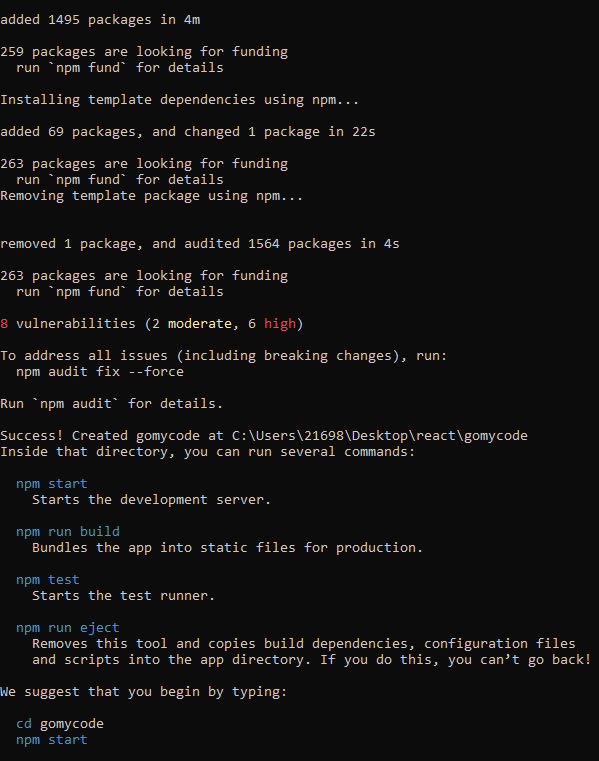 added 1495 packages in 4m
259 packages are looking for funding
run `npm fund` for details
Installing template dependencies using npm...
added 69 packages, and changed 1 package in 22s
263 packages are looking for funding
run `npm fund` for details
Removing template package using npm...
removed 1 package, and audited 1564 packages in 4s
263 packages are looking for funding
run `npm fund` for details
8 vulnerabilities (2 moderate, 6 high)
To address all issues (including breaking changes), run:
npm audit fix --force
Run `npm audit` for details.
Success! Created gomycode at C:\Users\21698\Desktop\react\gomycode
Inside that directory, you can run several commands:
npm start
Starts the development server.
npm run build
Bundles the app into static files for production.
npm test
Starts the test runner.
npm run eject
Removes this tool and copies build dependencies, configuration files
and scripts into the app directory. If you do this, you can’t go back!
We suggest that you begin by typing:
cd gomycode
npm start